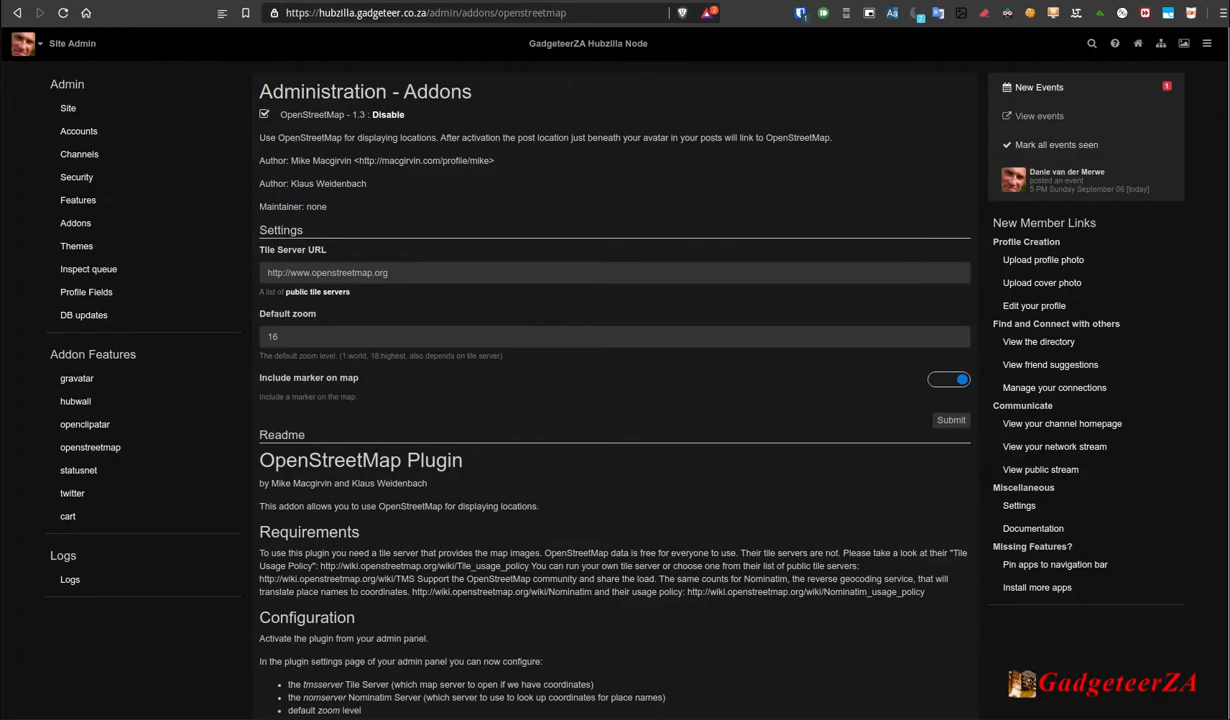 https://hubzilla.gadgeteer.co.za/admin/addons/openstreetmap
2
Site Admin
GadgeteerZA Hubzilla Node
Admin
Site
Accounts
Channels
Security
Features
Addons
Themes
Inspect queue
Profile Fields
DB updates
Addon Features
gravatar
hubwall
openclipatar
openstreetmap
statusnet
twitter
cart
Logs
Logs
Administration - Addons
OpenStreetMap - 1.3 : Disable
Use OpenStreetMap for displaying locations. After activation the post location just beneath your avatar in your posts will link to OpenStreetMap.
Author: Mike Macgirvin <http://macgirvin.com/profile/mike>
Author: Klaus Weidenbach
Maintainer: none
Settings
Tile Server URL
http://www.openstreetmap.org
A list of public tile servers
Default zoom
16
The default zoom level. (1:world, 18:highest, also depends on tile server)
Include marker on map
Include a marker on the map.
Submit
Readme
OpenStreetMap Plugin
by Mike Macgirvin and Klaus Weidenbach
This addon allows you to use OpenStreetMap for displaying locations.
Requirements
To use this plugin you need a tile server that provides the map images. OpenStreetMap data is free for everyone to use. Their tile servers are not. Please take a look at their "Tile
Usage Policy": http://wiki.openstreetmap.org/wiki/Tile_usage_policy You can run your own tile server or choose one from their list of public tile servers:
http://wiki.openstreetmap.org/wiki/TMS Support the OpenStreetMap community and share the load. The same counts for Nominatim, the reverse geocoding service, that will
translate place names to coordinates. http://wiki.openstreetmap.org/wiki/Nominatim and their usage policy: http://wiki.openstreetmap.org/wiki/Nominatim_usage_policy
Configuration
Activate the plugin from your admin panel.
In the plugin settings page of your admin panel you can now configure:
• the tmsserver Tile Server (which map server to open if we have coordinates)
• the nomserver Nominatim Server (which server to use to look up coordinates for place names)
• default zoom level
New Events 1
View events
Mark all events seen
Danie van der Merwe
posted an event
5 PM Sunday September 06 [today]
New Member Links
Profile Creation
Upload profile photo
Upload cover photo
Edit your profile
Find and Connect with others
View the directory
View friend suggestions
Manage your connections
Communicate
View your channel homepage
View your network stream
View public stream
Miscellaneous
Settings
Documentation
Missing Features?
Pin apps to navigation bar
Install more apps
GadgeteerZA